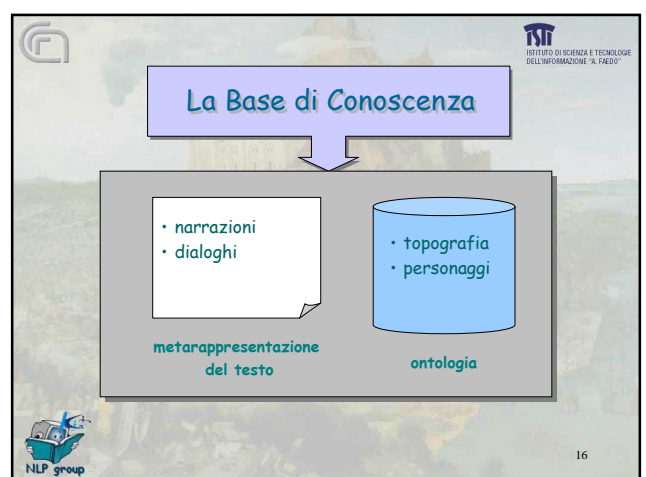 ISTI
ISTITUTO DI SCIENZA E TECNOLOGIE
DELL'INFORMAZIONE "A. FAEDO"
La Base di Conoscenza
• narrazioni
• dialoghi
metarappresentazione
del testo
• topografia
• personaggi
ontologia
NLP group
16